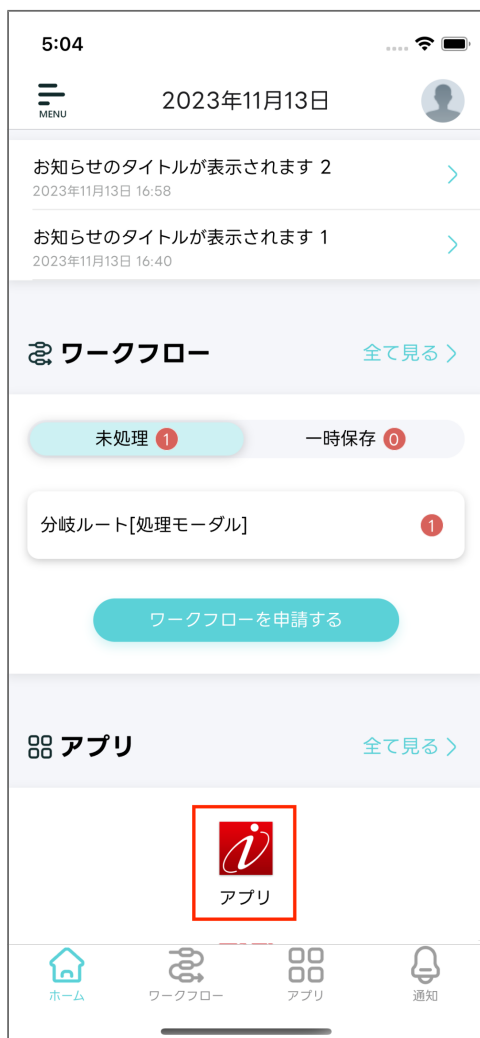 5:04
MENU
2023年11月13日
お知らせのタイトルが表示されます 2
2023年11月13日 16:58
お知らせのタイトルが表示されます 1
2023年11月13日 16:40
ワークフロー
全て見る
未処理 1
一時保存 0
分岐ルート[処理モーダル]
1
ワークフローを申請する
アプリ
全て見る
i
アプリ
ホーム
ワークフロー
アプリ
通知